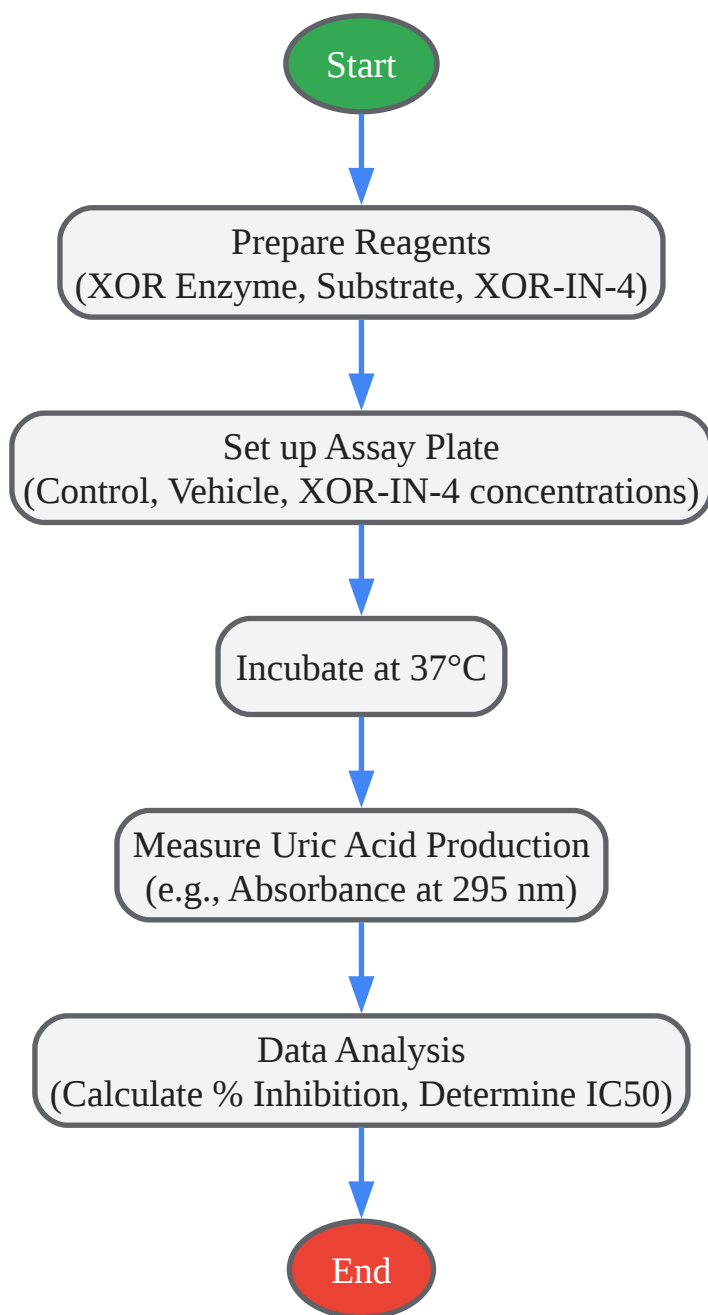 Start
Prepare Reagents
(XOR Enzyme, Substrate, XOR-IN-4)
Set up Assay Plate
(Control, Vehicle, XOR-IN-4 concentrations)
Incubate at 37°C
Measure Uric Acid Production
(e.g., Absorbance at 295 nm)
Data Analysis
(Calculate % Inhibition, Determine IC50)
End